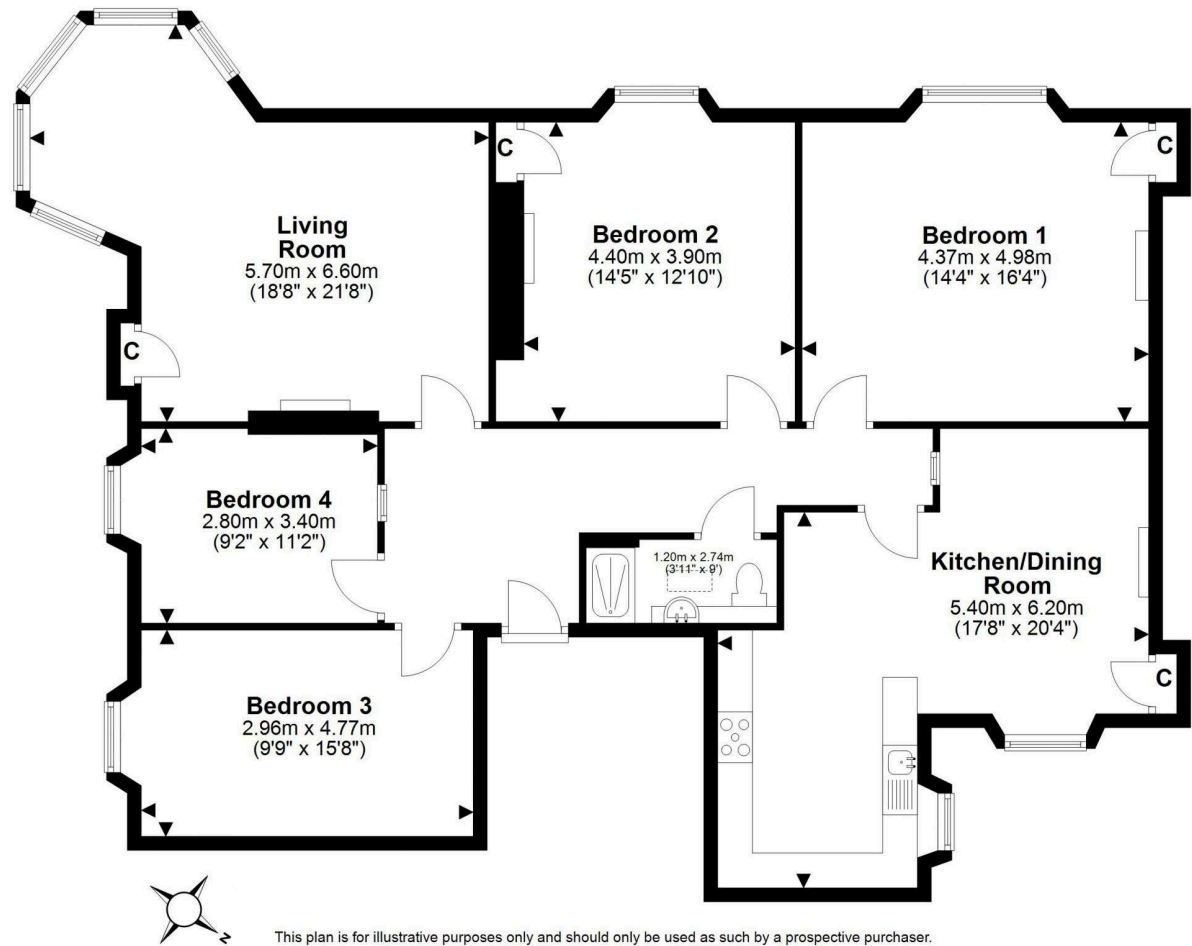 C
C
C
Living
Room
5.70m x 6.60m
(18'8" x 21'8")
Bedroom 2
4.40m x 3.90m
(14'5" x 12'10")
Bedroom 1
4.37m x 4.98m
(14'4" x 16'4")
Bedroom 4
2.80m x 3.40m
(9'2" x 11'2")
1.20m x 2.74m
(3'11" x 9')
Kitchen/Dining
Room
5.40m x 6.20m
(17'8" x 20'4")
C
Bedroom 3
2.96m x 4.77m
(9'9" x 15'8")
N
This plan is for illustrative purposes only and should only be used as such by a prospective purchaser.